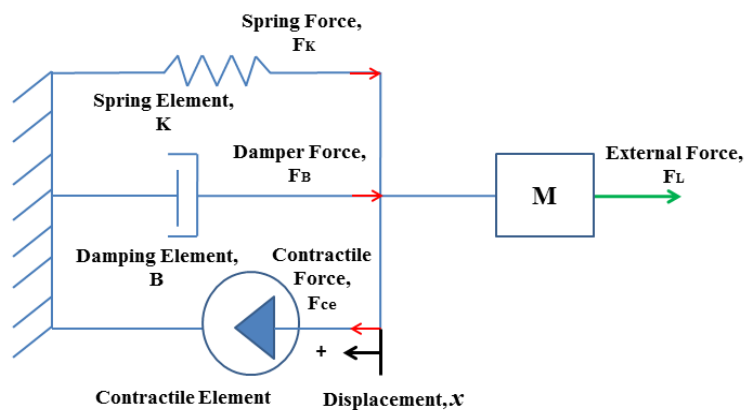 Spring Force,
FK
Spring Element,
K
Damper Force,
FB
External Force,
FL
M
Damping Element,
B
Contractile
Force,
Fce
+
Contractile Element
Displacement, x